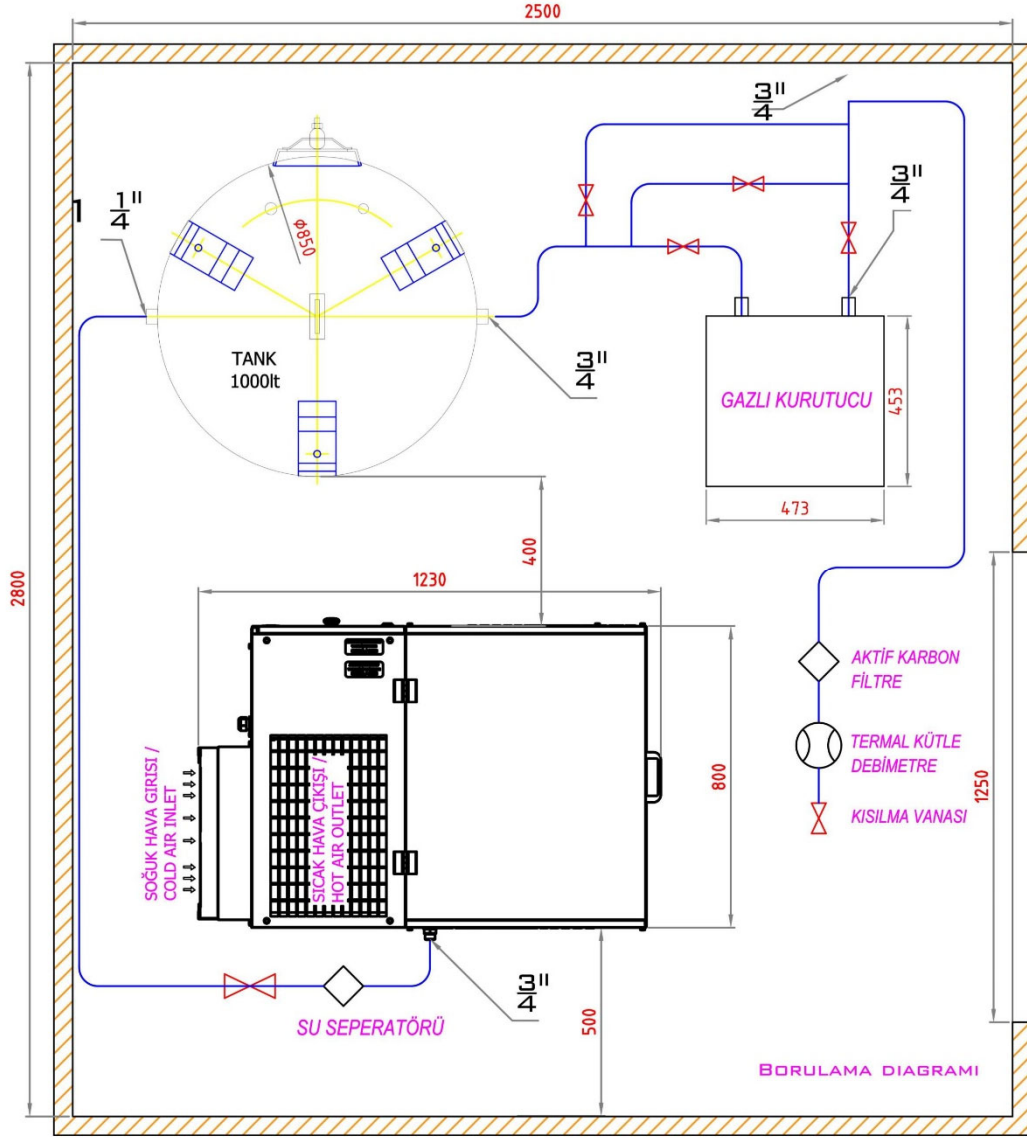 2500
3/4"
3/4"
1 1/4"
φ850
TANK
1000lt
3/4"
GAZLI KURUTUCU
453
473
400
2800
1230
AKTİF KARBON
FİLTRE
TERMAL KÜTLE
DEBİMETRE
KISILMA VANASI
800
1250
SOĞUK HAVA GIRISI /
COLD AIR INLET
SICAK HAVA ÇIKIŞI /
HOT AIR OUTLET
3/4"
SU SEPERATÖRÜ
500
BORULAMA DIAGRAMI